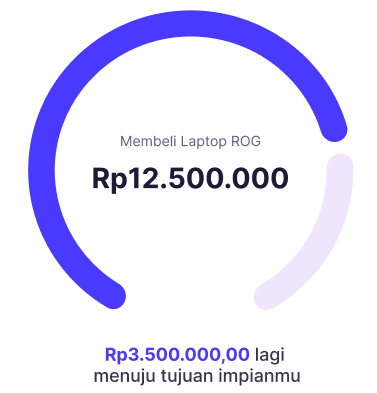 Membeli Laptop ROG
Rp12.500.000
Rp3.500.000,00 lagi
menuju tujuan impianmu